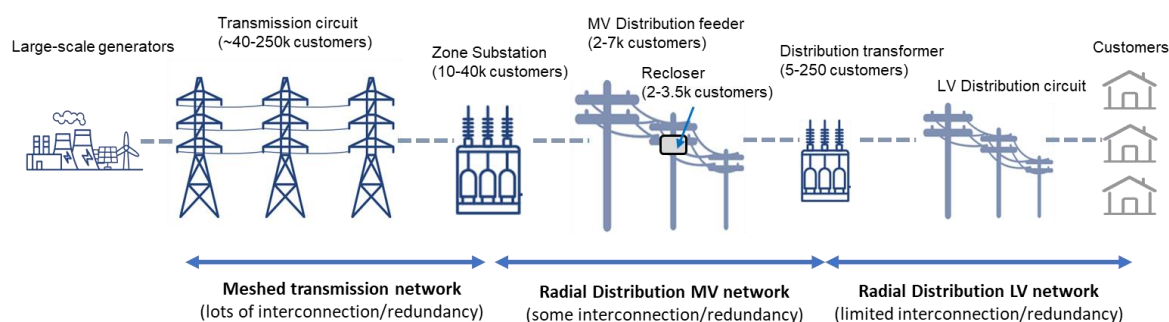 Large-scale generators
Transmission circuit
(~40-250k customers)
Zone Substation
(10-40k customers)
MV Distribution feeder
(2-7k customers)
Recloser
(2-3.5k customers)
Distribution transformer
(5-250 customers)
LV Distribution circuit
Customers
Meshed transmission network
(lots of interconnection/redundancy)
Radial Distribution MV network
(some interconnection/redundancy)
Radial Distribution LV network
(limited interconnection/redundancy)